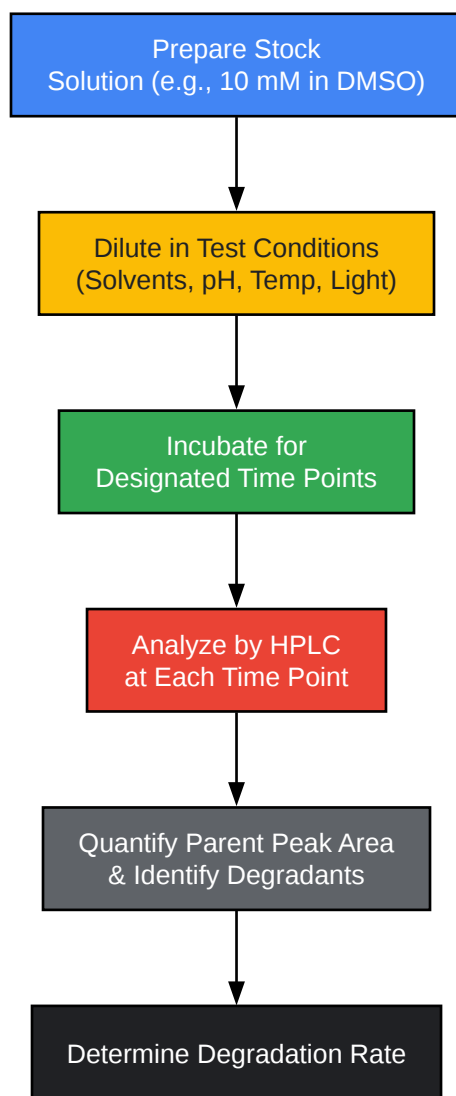 Prepare Stock
Solution (e.g., 10 mM in DMSO)
Dilute in Test Conditions
(Solvents, pH, Temp, Light)
Incubate for
Designated Time Points
Analyze by HPLC
at Each Time Point
Quantify Parent Peak Area
& Identify Degradants
Determine Degradation Rate